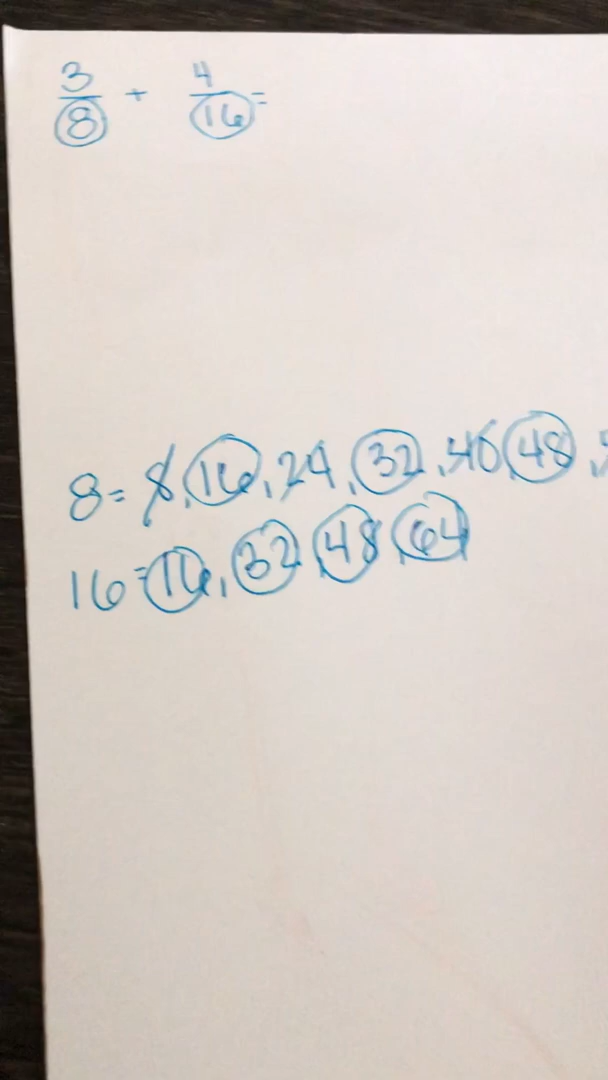 3/8 + 4/16 =
8 = 8, 16, 24, 32, 40, 48,
16 = 16, 32, 48, 64